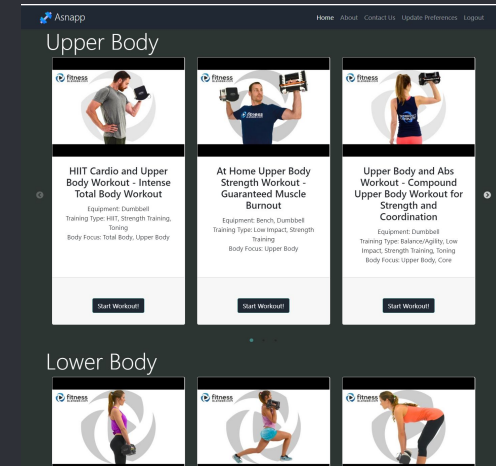 Asnapp
Home About Contact Us Update Preferences Logout
Upper Body
fitness
fitness
fitness
HIIT Cardio and Upper
Body Workout - Intense
Total Body Workout
Equipment: Dumbbell
Training Type: HIIT, Strength Training,
Toning
Body Focus: Total Body, Upper Body
Start Workout!
At Home Upper Body
Strength Workout -
Guaranteed Muscle
Burnout
Equipment: Bench, Dumbbell
Training Type: Low Impact, Strength
Training
Body Focus: Upper Body
Start Workout!
Upper Body and Abs
Workout - Compound
Upper Body Workout for
Strength and
Coordination
Equipment: Dumbbell
Training Type: Balance/Agility, Low
Impact, Strength Training, Toning
Body Focus: Upper Body, Core
Start Workout!
Lower Body
fitness
fitness
fitness